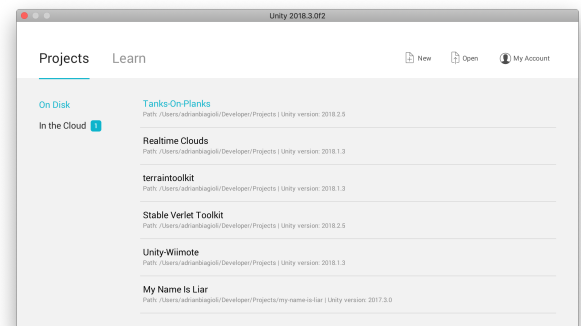 Unity 2018.3.0f2
Projects Learn New Open My Account
On Disk
In the Cloud 1
Tanks-On-Planks
Path: /Users/adrianbiagioli/Developer/Projects | Unity version: 2018.2.5
Realtime Clouds
Path: /Users/adrianbiagioli/Developer/Projects | Unity version: 2018.1.3
terraintoolkit
Path: /Users/adrianbiagioli/Developer/Projects | Unity version: 2018.1.3
Stable Verlet Toolkit
Path: /Users/adrianbiagioli/Developer/Projects | Unity version: 2018.2.5
Unity-Wiimote
Path: /Users/adrianbiagioli/Developer/Projects | Unity version: 2018.1.3
My Name Is Liar
Path: /Users/adrianbiagioli/Developer/Projects/my-name-is-liar | Unity version: 2017.3.0